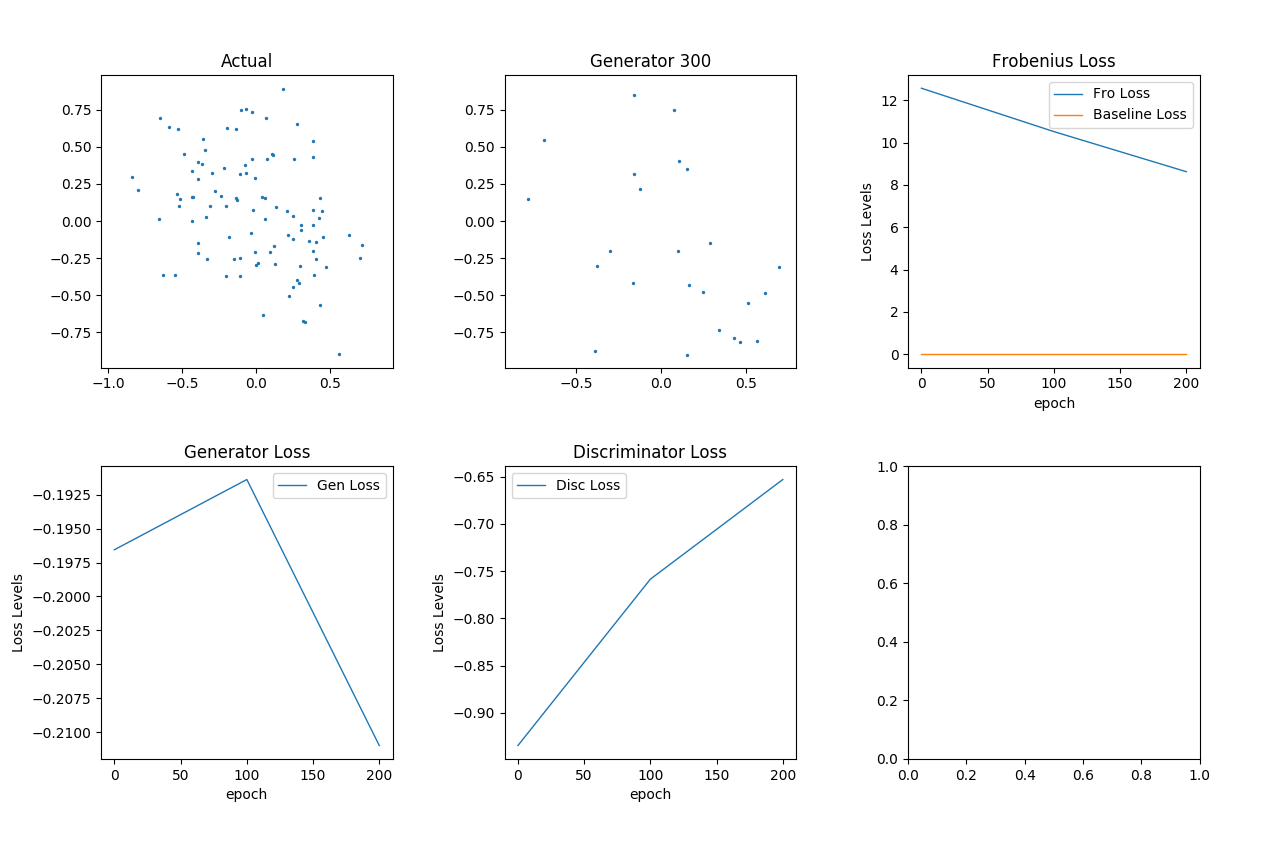 Actual
0.75
0.50
0.25
0.00
−0.25
−0.50
−0.75
−1.0 −0.5 0.0 0.5
Generator 300
0.75
0.50
0.25
0.00
−0.25
−0.50
−0.75
−0.5 0.0 0.5
Frobenius Loss
Fro Loss
Baseline Loss
Loss Levels
12
10
8
6
4
2
0
0 50 100 150 200
epoch
Generator Loss
Gen Loss
Loss Levels
−0.1925
−0.1950
−0.1975
−0.2000
−0.2025
−0.2050
−0.2075
−0.2100
0 50 100 150 200
epoch
Discriminator Loss
Disc Loss
Loss Levels
−0.65
−0.70
−0.75
−0.80
−0.85
−0.90
0 50 100 150 200
epoch
1.0
0.8
0.6
0.4
0.2
0.0
0.0 0.2 0.4 0.6 0.8 1.0